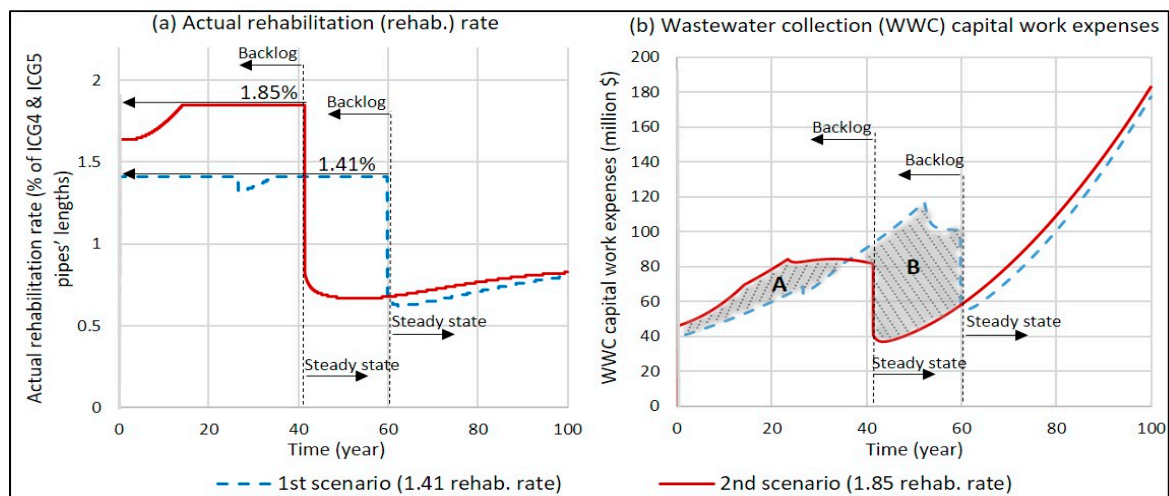 (a) Actual rehabilitation (rehab.) rate
Actual rehabilitation rate (% of ICG4 & ICG5
pipes' lengths)
2
1.5
1
0.5
0
Backlog
1.85%
Backlog
1.41%
Steady state
Steady state
0
20
40
60
80
100
Time (year)
(b) Wastewater collection (WWC) capital work expenses
WWC capital work expenses (million $)
200
180
160
140
120
100
80
60
40
20
0
Backlog
Backlog
A
B
Steady state
Steady state
0
20
40
60
80
100
Time (year)
1st scenario (1.41 rehab. rate)
2nd scenario (1.85 rehab. rate)